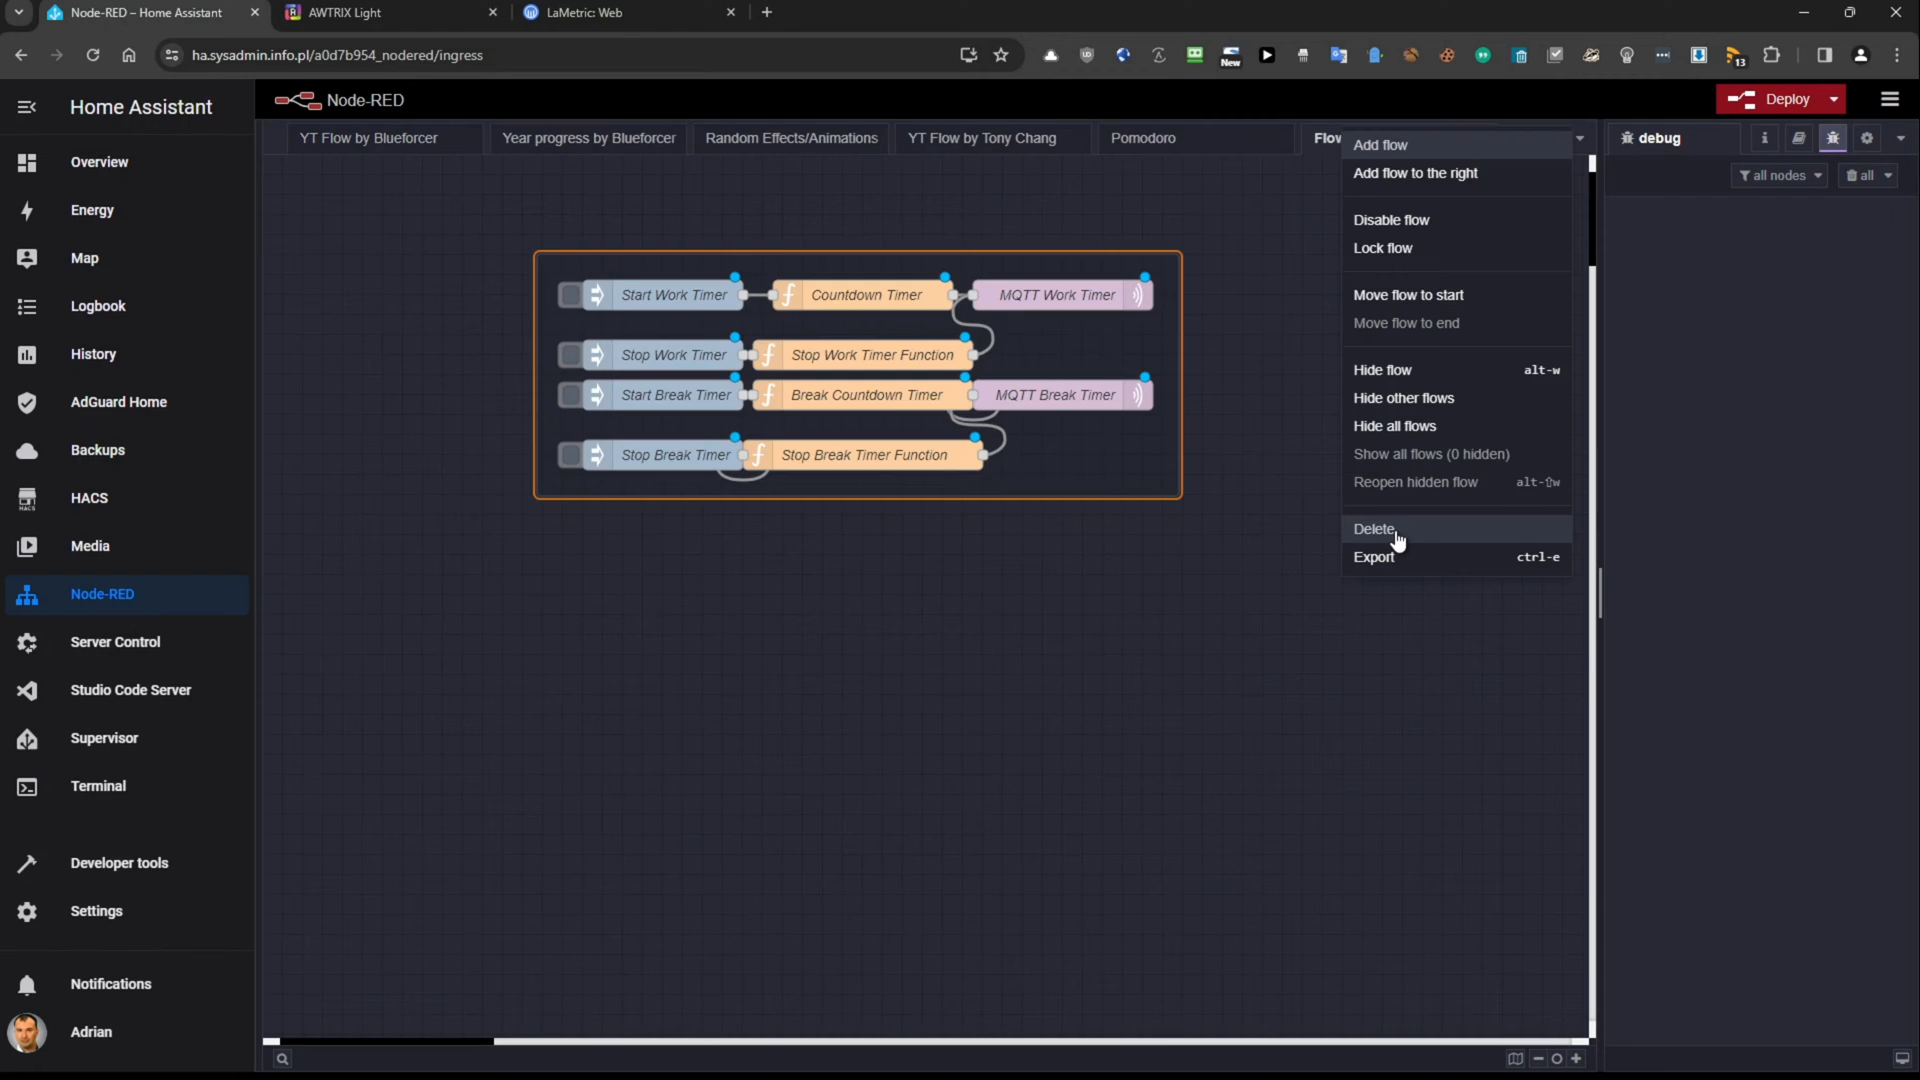 Node-RED – Home Assistant
AWTRIX Light
LaMetric: Web
ha.sysadmin.info.pl/a0d7b954_nodered/ingress
New
13
Home Assistant
Node-RED
Deploy
YT Flow by Blueforcer
Year progress by Blueforcer
Random Effects/Animations
YT Flow by Tony Chang
Pomodoro
Flow
debug
all nodes
all
Overview
Energy
Map
Logbook
History
AdGuard Home
Backups
HACS
HACS
Media
Node-RED
Server Control
Studio Code Server
Supervisor
Terminal
Developer tools
Settings
Notifications
Adrian
Start Work Timer
Countdown Timer
MQTT Work Timer
Stop Work Timer
Stop Work Timer Function
Start Break Timer
Break Countdown Timer
MQTT Break Timer
Stop Break Timer
Stop Break Timer Function
Add flow
Add flow to the right
Disable flow
Lock flow
Move flow to start
Move flow to end
Hide flow alt-w
Hide other flows
Hide all flows
Show all flows (0 hidden)
Reopen hidden flow alt-⇧w
Delete
Export ctrl-e